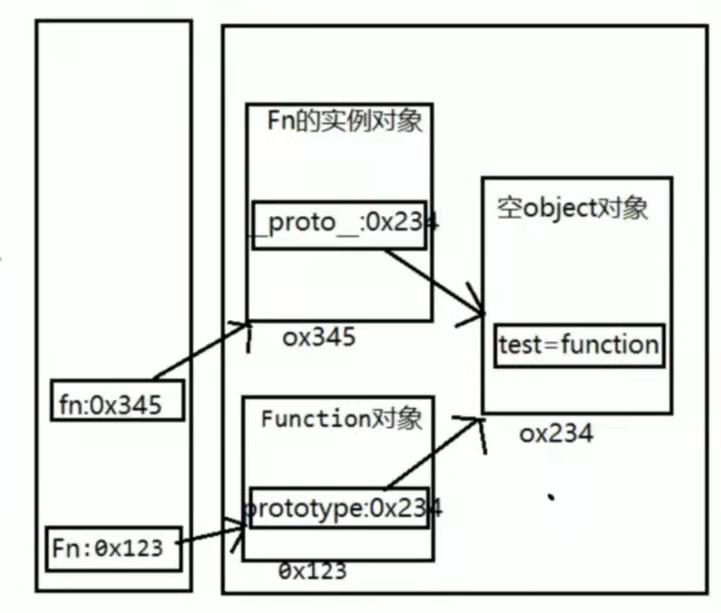 Fn的实例对象
__proto__:0x234
ox345
空object对象
test=function
ox234
fn:0x345
Function对象
prototype:0x234
0x123
Fn:0x123